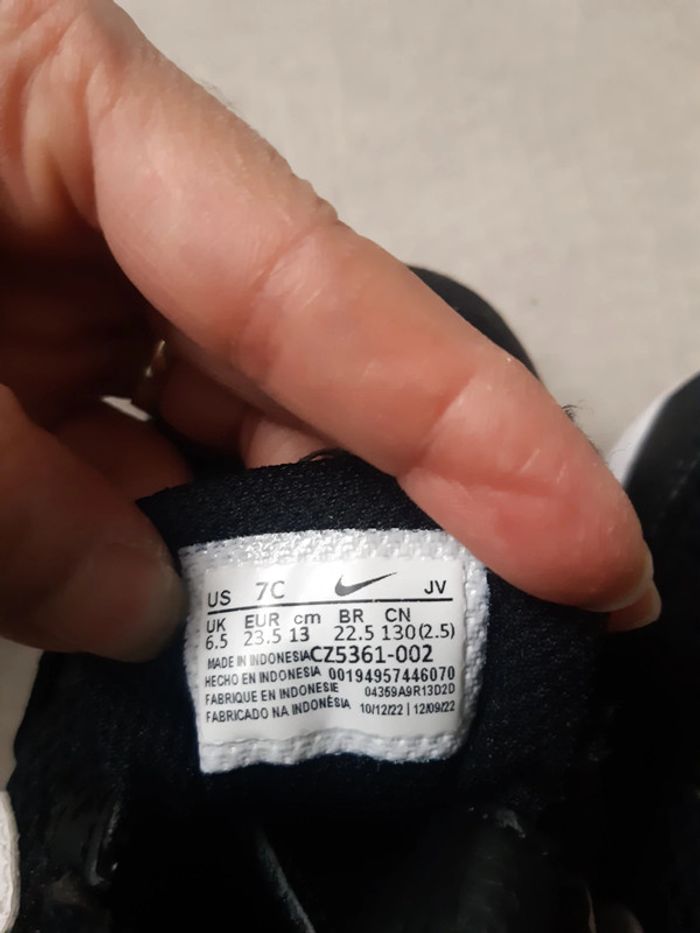 US 7C JV
UK EUR cm BR CN
6.5 23.5 13 22.5 130(2.5)
MADE IN INDONESIA CZ5361-002
HECHO EN INDONESIA 00194957446070
FABRIQUE EN INDONESIE 04359A9R13D2D
FABRICADO NA INDONÉSIA 10/12/22 | 12/09/22